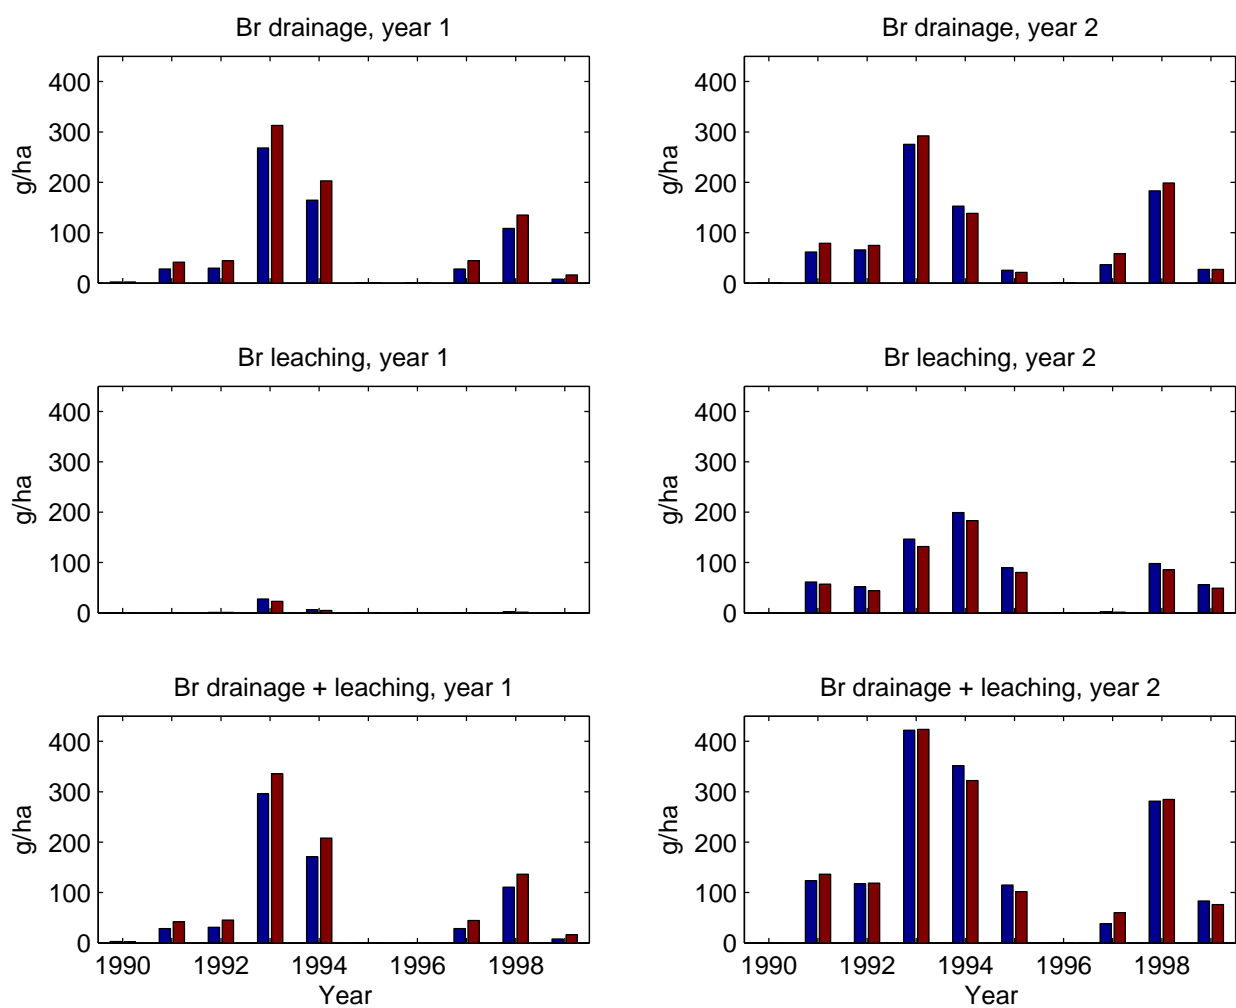 Br drainage, year 1
400
300
200
100
0
g/ha
Br drainage, year 2
400
300
200
100
0
g/ha
Br leaching, year 1
400
300
200
100
0
g/ha
Br leaching, year 2
400
300
200
100
0
g/ha
Br drainage + leaching, year 1
400
300
200
100
0
g/ha
1990 1992 1994 1996 1998
Year
Br drainage + leaching, year 2
400
300
200
100
0
g/ha
1990 1992 1994 1996 1998
Year